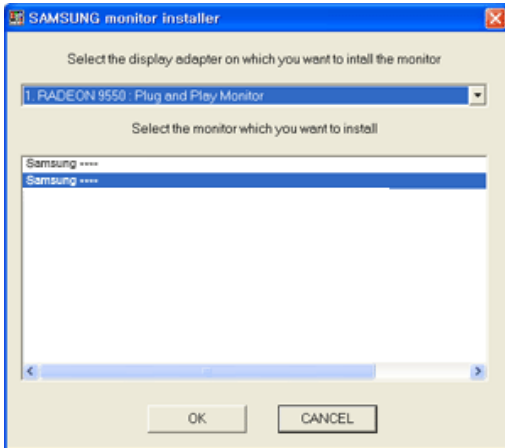 SAMSUNG monitor installer
Select the display adapter on which you want to intall the monitor
1. RADEON 9550 : Plug and Play Monitor
Select the monitor which you want to install
Samsung ----
Samsung ----
OK
CANCEL